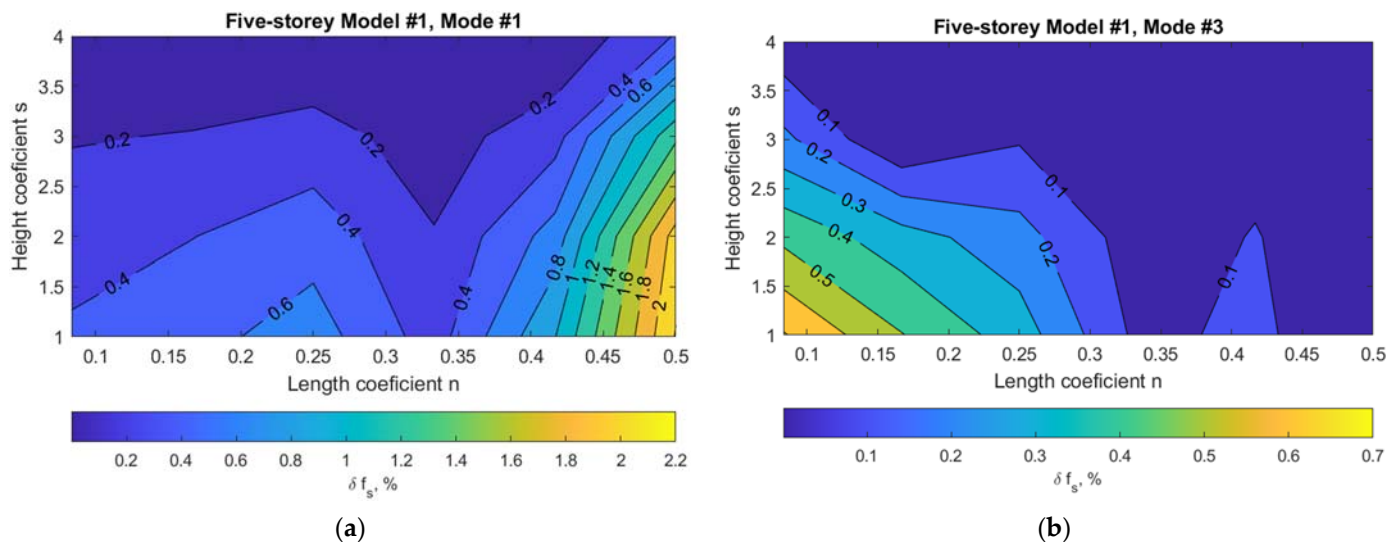 Five-storey Model #1, Mode #1
4
3.5
3
2.5
2
1.5
1
Height coeficient s
0.2
0.2
0.2
0.4
0.6
0.4
0.4
0.6
0.4
0.8
1
1.2
1.4
1.6
1.8
2
0.1 0.15 0.2 0.25 0.3 0.35 0.4 0.45 0.5
Length coeficient n
0.2 0.4 0.6 0.8 1 1.2 1.4 1.6 1.8 2 2.2
δ fs, %
(a)
Five-storey Model #1, Mode #3
4
3.5
3
2.5
2
1.5
1
Height coeficient s
0.1
0.2
0.3
0.4
0.5
0.1
0.2
0.1
0.1 0.15 0.2 0.25 0.3 0.35 0.4 0.45 0.5
Length coeficient n
0.1 0.2 0.3 0.4 0.5 0.6 0.7
δ fs, %
(b)